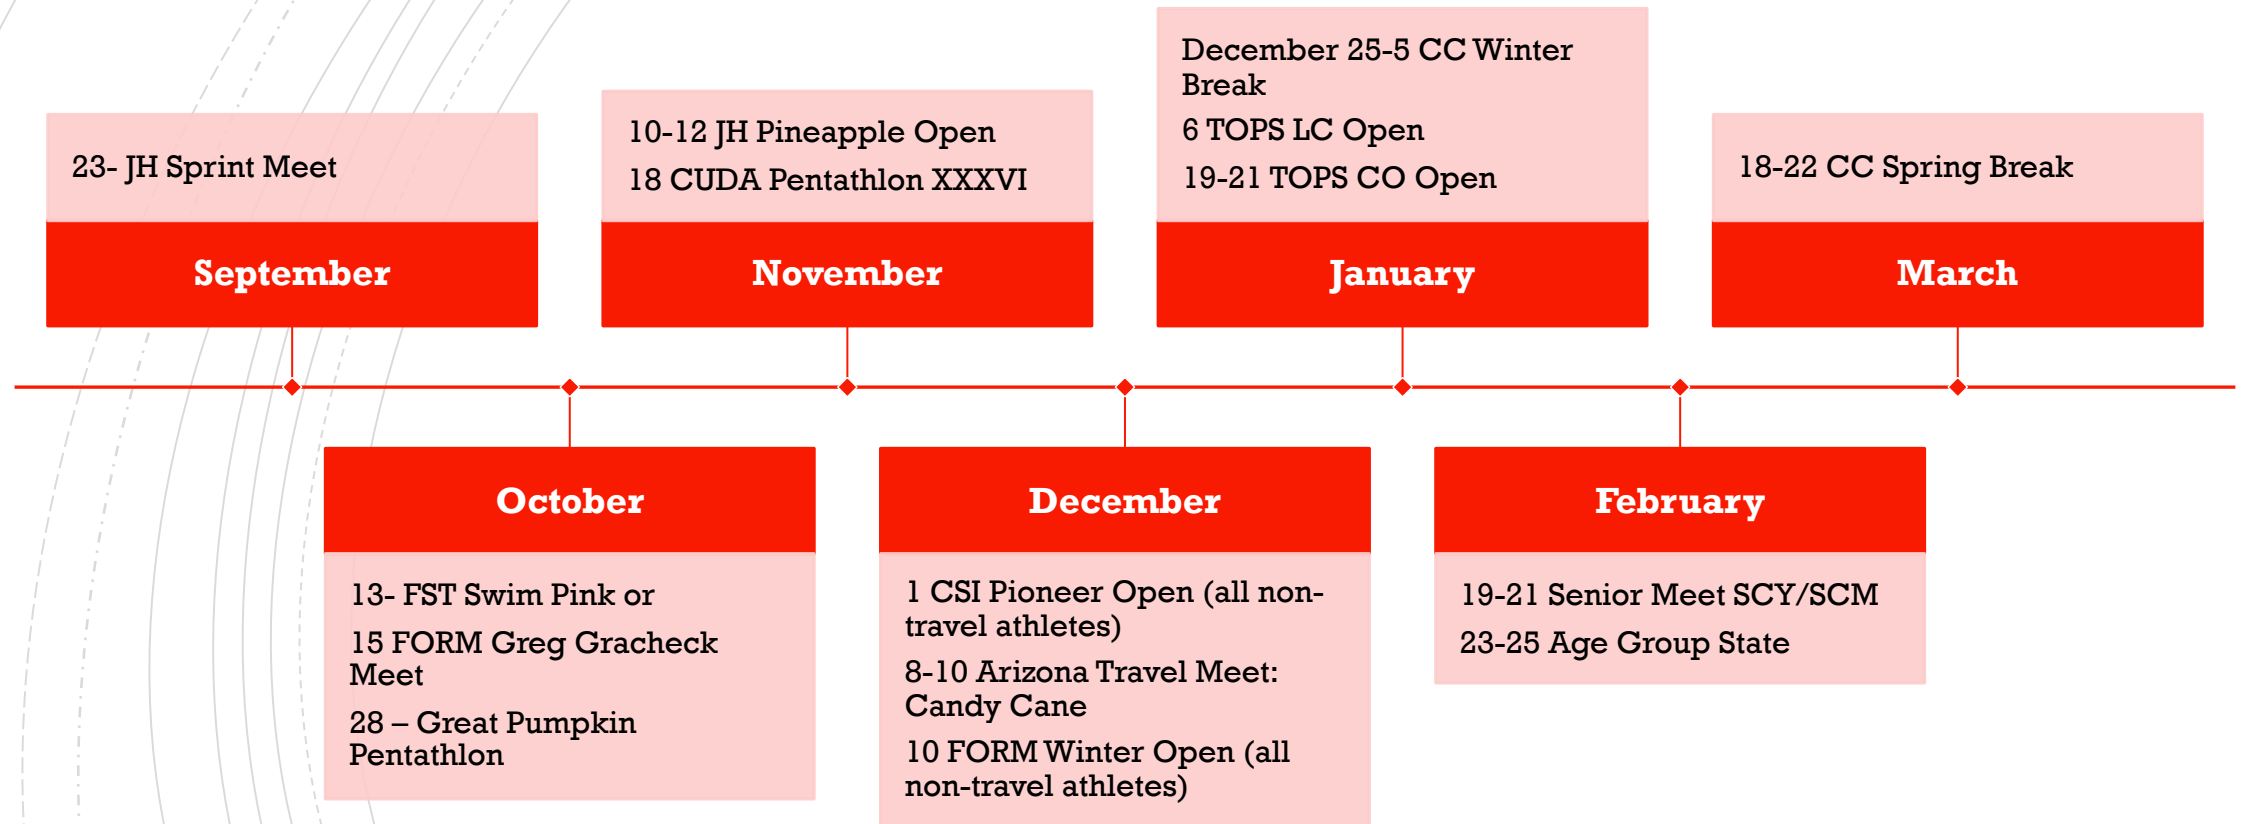 23- JH Sprint Meet
September
13- FST Swim Pink or
15 FORM Greg Gracheck
Meet
28 – Great Pumpkin
Pentathlon
October
10-12 JH Pineapple Open
18 CUDA Pentathlon XXXVI
November
1 CSI Pioneer Open (all non-
travel athletes)
8-10 Arizona Travel Meet:
Candy Cane
10 FORM Winter Open (all
non-travel athletes)
December
December 25-5 CC Winter
Break
6 TOPS LC Open
19-21 TOPS CO Open
January
19-21 Senior Meet SCY/SCM
23-25 Age Group State
February
18-22 CC Spring Break
March